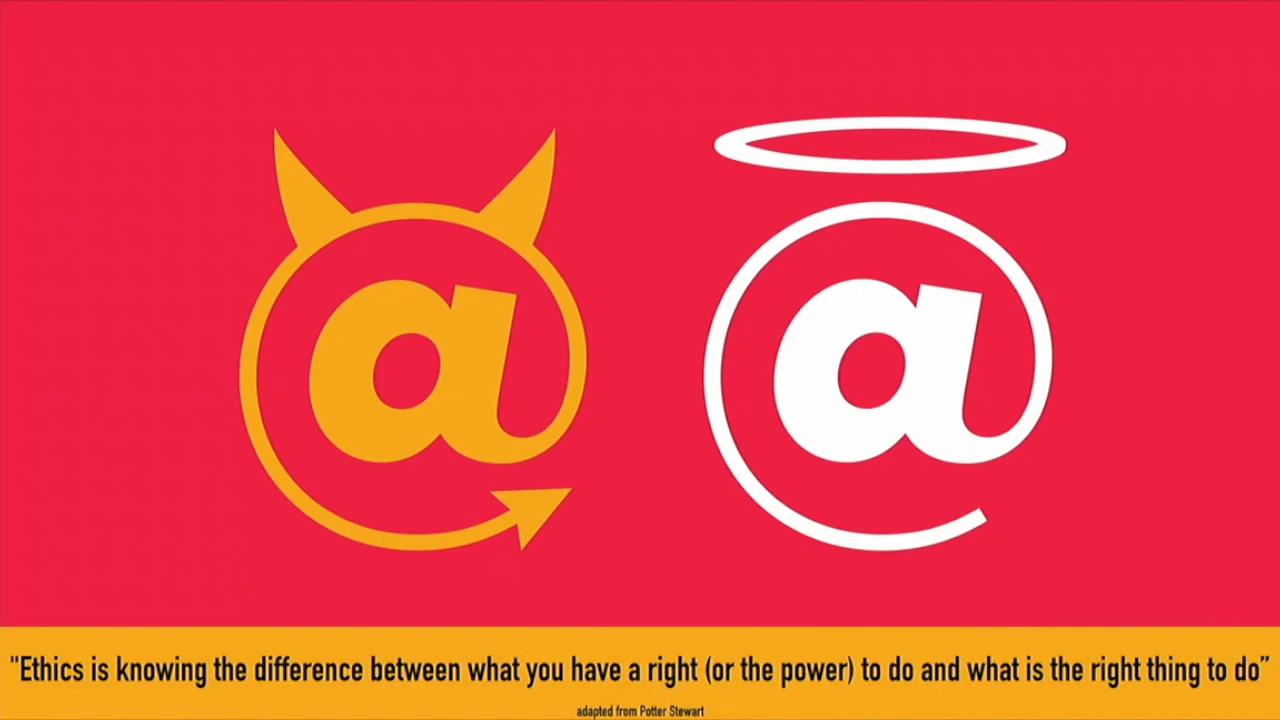 @ @
"Ethics is knowing the difference between what you have a right (or the power) to do and what is the right thing to do”
adapted from Potter Stewart